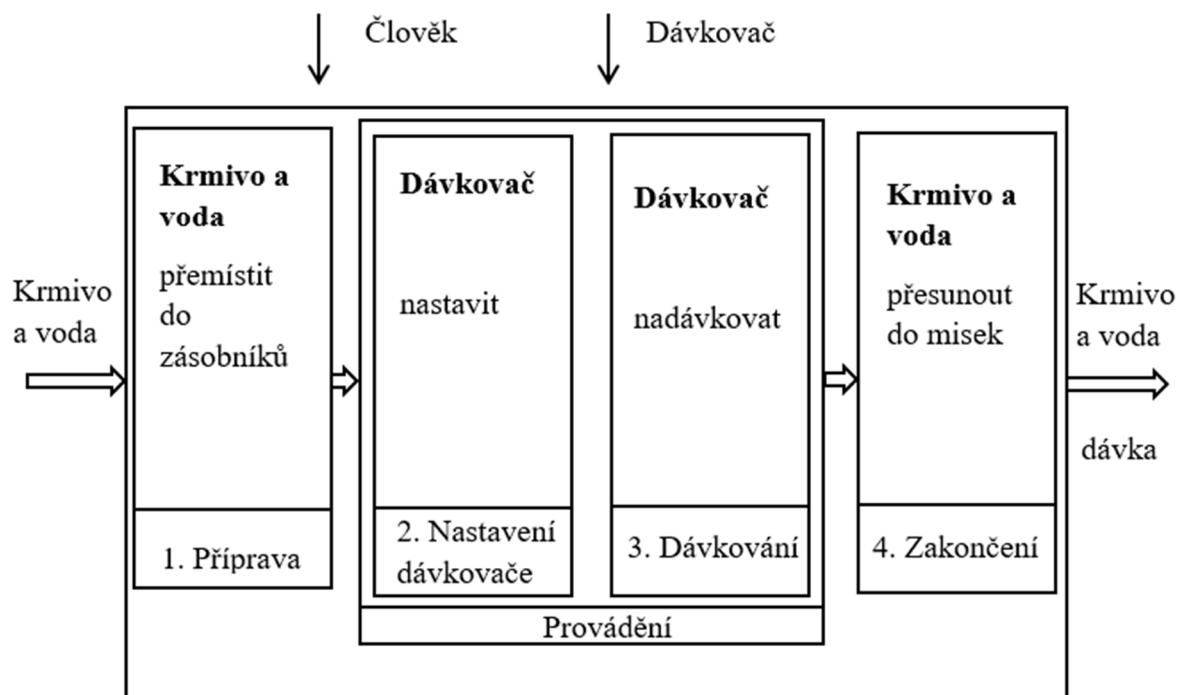 Člověk
Dávkovač
Krmivo
a voda
Krmivo a
voda
přemístit
do
zásobníků
1. Příprava
Dávkovač
nastavit
2. Nastavení
dávkovače
Dávkovač
nadávkovat
3. Dávkování
Provádění
Krmivo a
voda
přesunout
do misek
4. Zakončení
Krmivo
a voda
dávka